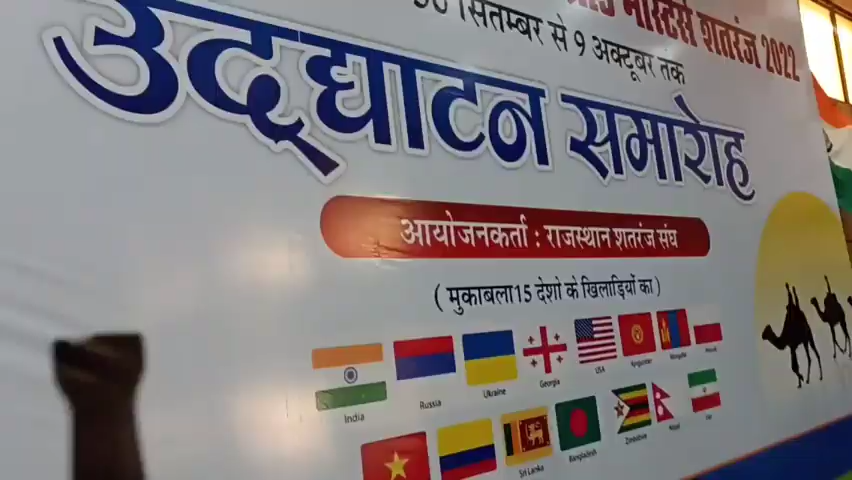 मास्टर्स शतरंज 2022
सितम्बर से 9 अक्टूबर तक
उद्घाटन समारोह
आयोजनकर्ता : राजस्थान शतरंज संघ
( मुकाबला 15 देशो के खिलाड़ियों का )
India Russia Ukraine Georgia USA Kyrgyzstan Mongolia Poland
Sri Lanka Bangladesh Zimbabwe Nepal Iran